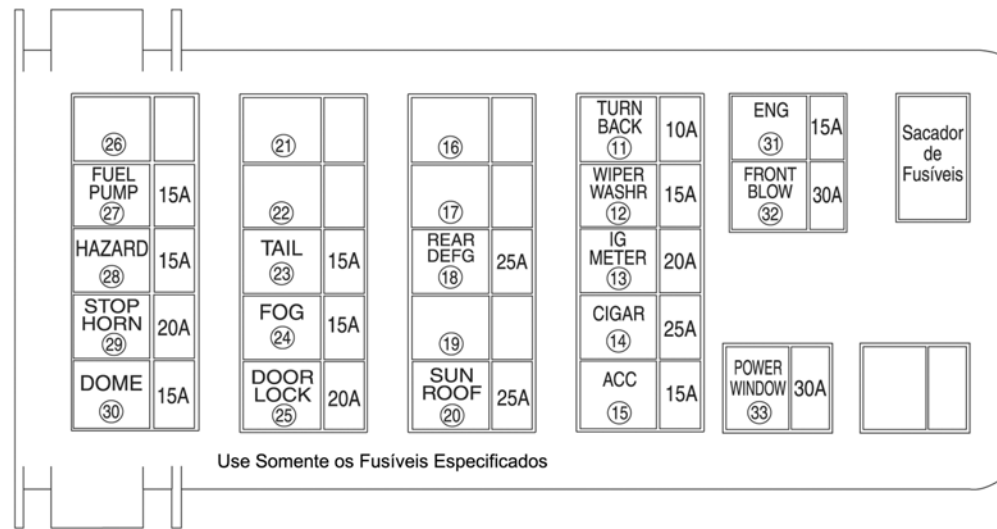 26
FUEL
PUMP
27
15A
HAZARD
28
15A
STOP
HORN
29
20A
DOME
30
15A
21
22
TAIL
23
15A
FOG
24
15A
DOOR
LOCK
25
20A
16
17
REAR
DEFG
18
25A
19
SUN
ROOF
20
25A
TURN
BACK
11
10A
WIPER
WASHR
12
15A
IG
METER
13
20A
CIGAR
14
25A
ACC
15
15A
ENG
31
15A
FRONT
BLOW
32
30A
POWER
WINDOW
33
30A
Sacador
de
Fusíveis
Use Somente os Fusíveis Especificados